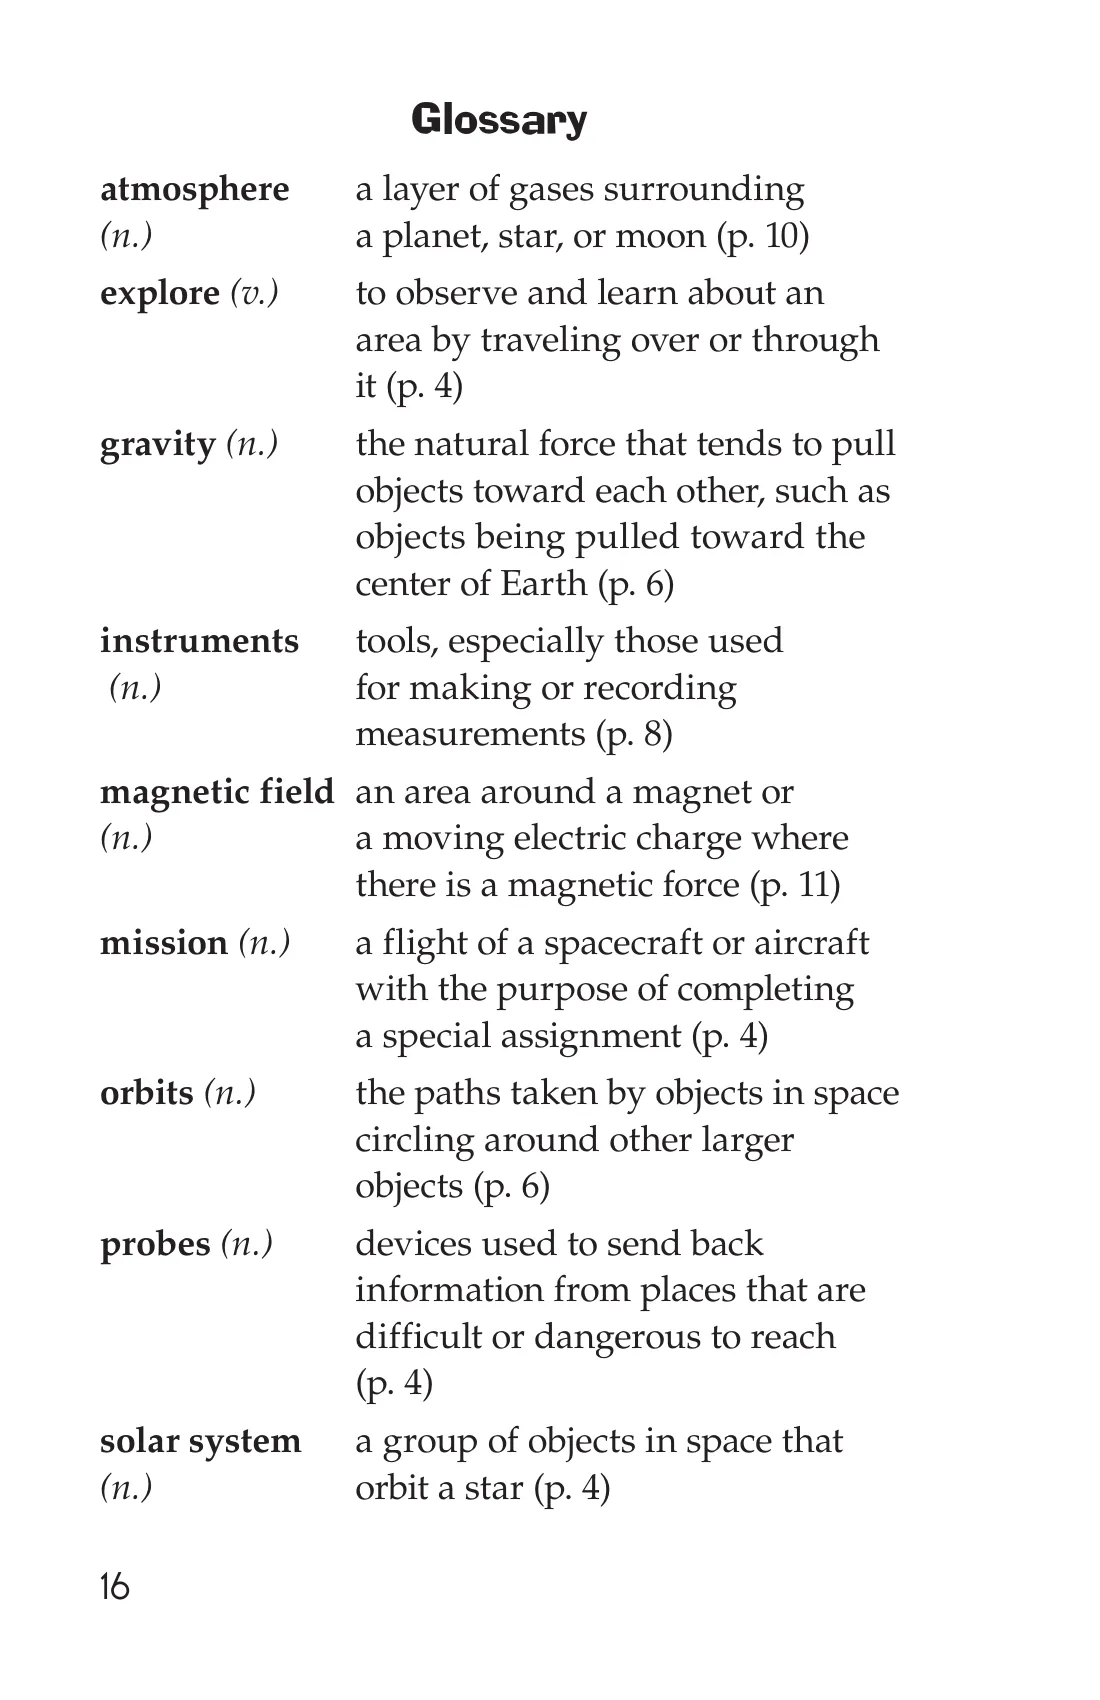 Glossary
atmosphere a layer of gases surrounding
(n.) a planet, star, or moon (p. 10)
explore (v.) to observe and learn about an
area by traveling over or through
it (p. 4)
gravity (n.) the natural force that tends to pull
objects toward each other, such as
objects being pulled toward the
center of Earth (p. 6)
instruments tools, especially those used
(n.) for making or recording
measurements (p. 8)
magnetic field an area around a magnet or
(n.) a moving electric charge where
there is a magnetic force (p. 11)
mission (n.) a flight of a spacecraft or aircraft
with the purpose of completing
a special assignment (p. 4)
orbits (n.) the paths taken by objects in space
circling around other larger
objects (p. 6)
probes (n.) devices used to send back
information from places that are
difficult or dangerous to reach
(p. 4)
solar system a group of objects in space that
(n.) orbit a star (p. 4)
16